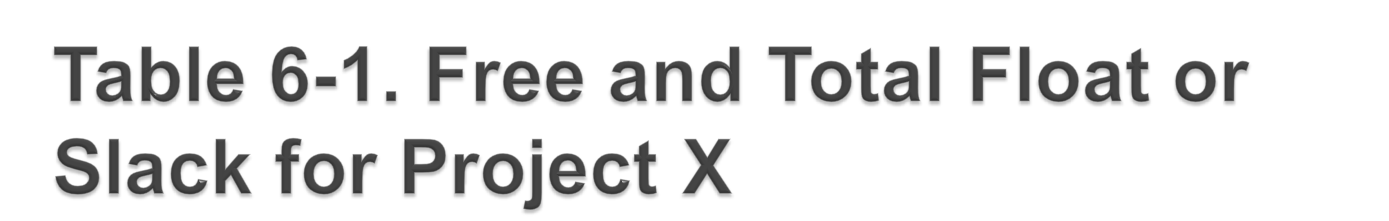 Table 6-1. Free and Total Float or
Slack for Project X